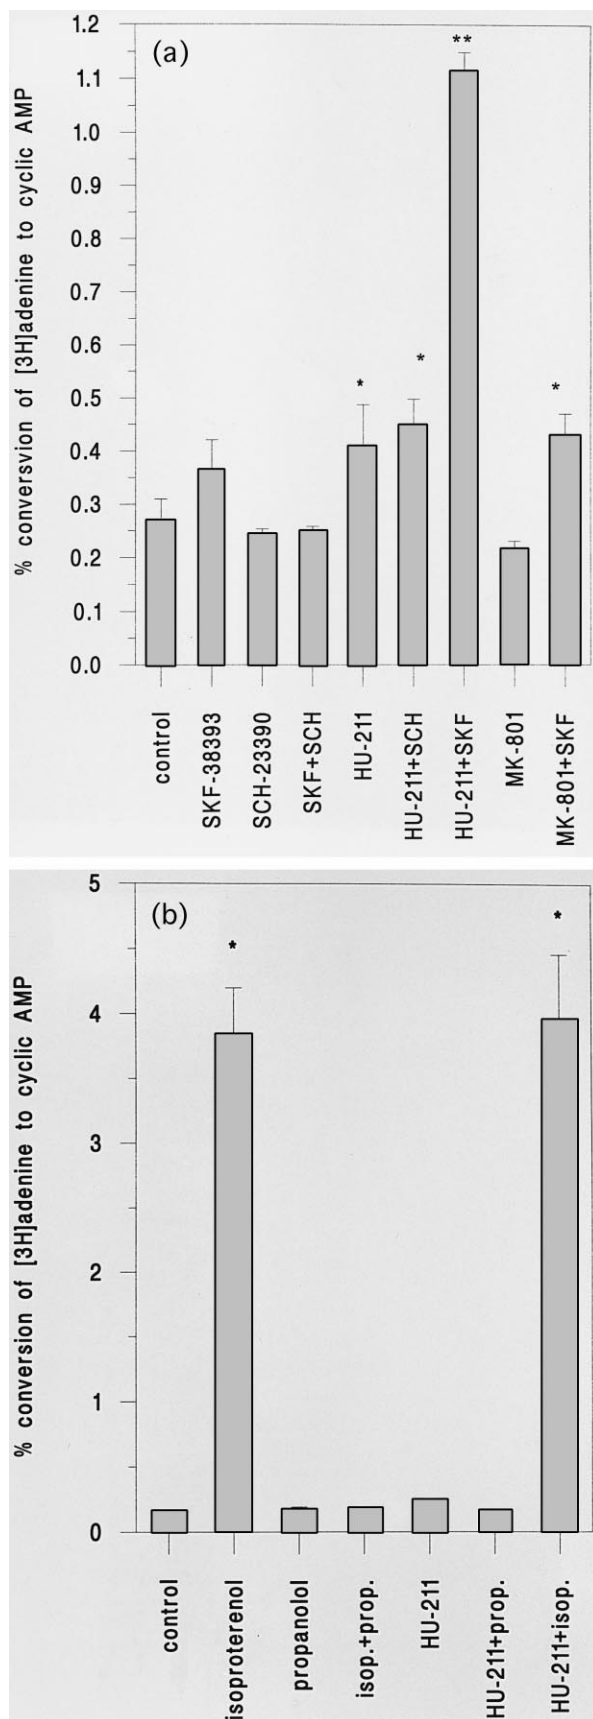 (a)
% conversvion of [3H]adenine to cyclic AMP
1.2
1.1
1.0
0.9
0.8
0.7
0.6
0.5
0.4
0.3
0.2
0.1
0.0
*
*
**
*
control
SKF-38393
SCH-23390
SKF+SCH
HU-211
HU-211+SCH
HU-211+SKF
MK-801
MK-801+SKF
(b)
% conversion of [3H]adenine to cyclic AMP
5
4
3
2
1
0
*
*
control
isoproterenol
propanolol
isop.+prop.
HU-211
HU-211+prop.
HU-211+isop.